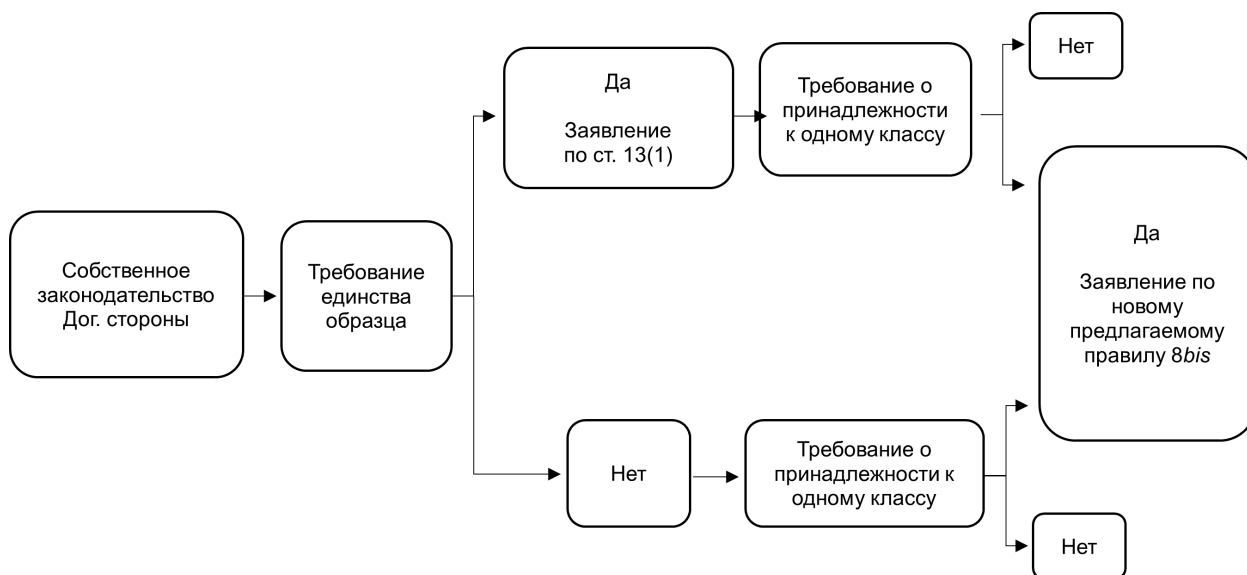 Собственное
законодательство
Дог. стороны
Требование
единства
образца
Да
Заявление
по ст. 13(1)
Требование о
принадлежности
к одному классу
Нет
Да
Заявление по
новому
предлагаемому
правилу 8bis
Нет
Требование о
принадлежности к
одному классу
Нет